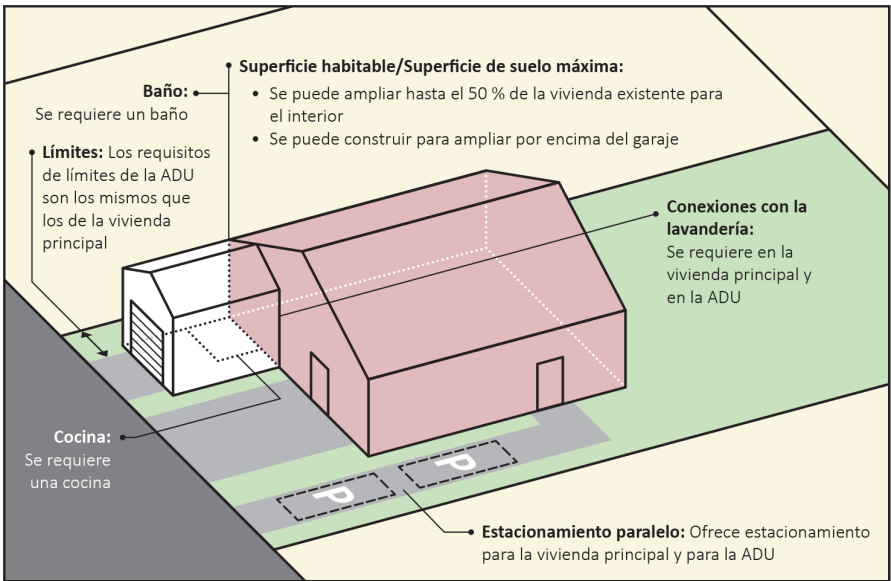 Superficie habitable/Superficie de suelo máxima:
• Se puede ampliar hasta el 50 % de la vivienda existente para
el interior
• Se puede construir para ampliar por encima del garaje
Baño:
Se requiere un baño
Límites: Los requisitos
de límites de la ADU
son los mismos que
los de la vivienda
principal
Conexiones con la
lavandería:
Se requiere en la
vivienda principal y
en la ADU
Cocina:
Se requiere
una cocina
P
P
Estacionamiento paralelo: Ofrece estacionamiento
para la vivienda principal y para la ADU